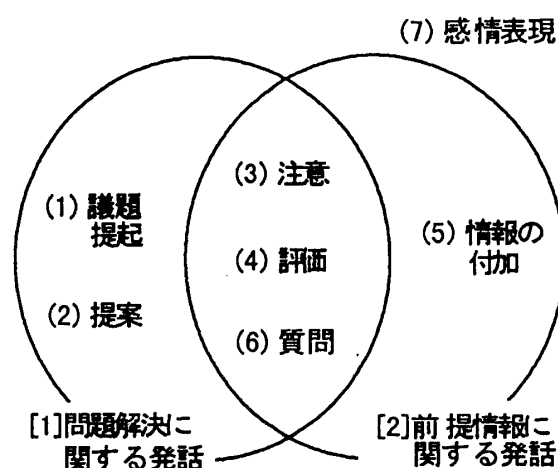 (7) 感情表現
(3) 注意
(1) 議題
提起
(5) 情報の
付加
(4) 評価
(2) 提案
(6) 質問
[1]問題解決に
関する発話
[2]前提情報に
関する発話